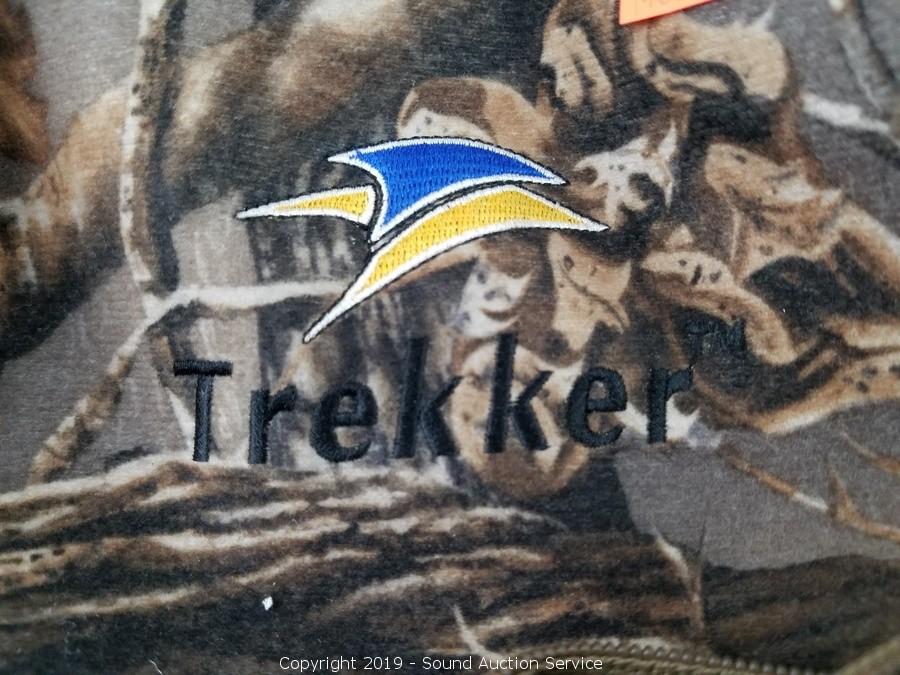 Trekker™
Copyright 2019 - Sound Auction Service